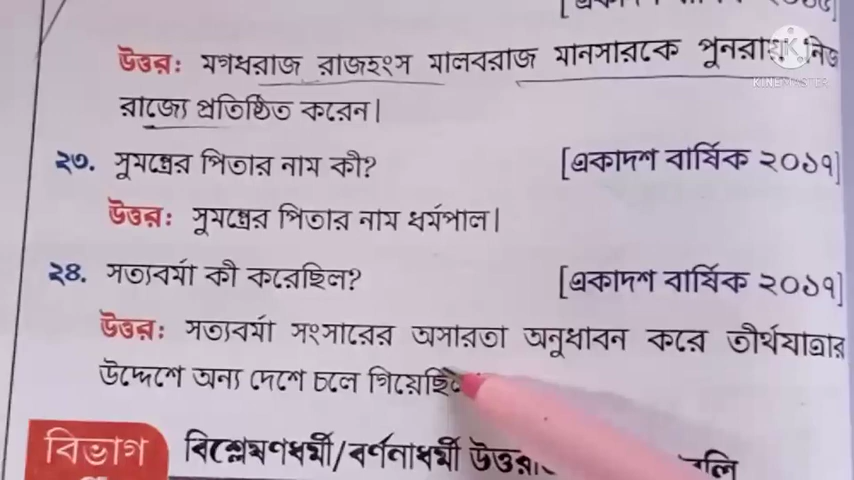 উত্তর: মগধরাজ রাজহংস মালবরাজ মানসারকে পুনরায় নিজ
KINEMASTER
রাজ্যে প্রতিষ্ঠিত করেন।
২৩. সুমন্ত্রের পিতার নাম কী? [একাদশ বার্ষিক ২০১৭]
উত্তর: সুমন্ত্রের পিতার নাম ধর্মপাল।
২৪. সত্যবর্মা কী করেছিল? [একাদশ বার্ষিক ২০১৭]
উত্তর: সত্যবর্মা সংসারের অসারতা অনুধাবন করে তীর্থযাত্রার
উদ্দেশে অন্য দেশে চলে
বিভাগ
বিশ্লেষণধর্মী/বর্ণনাধর্মী